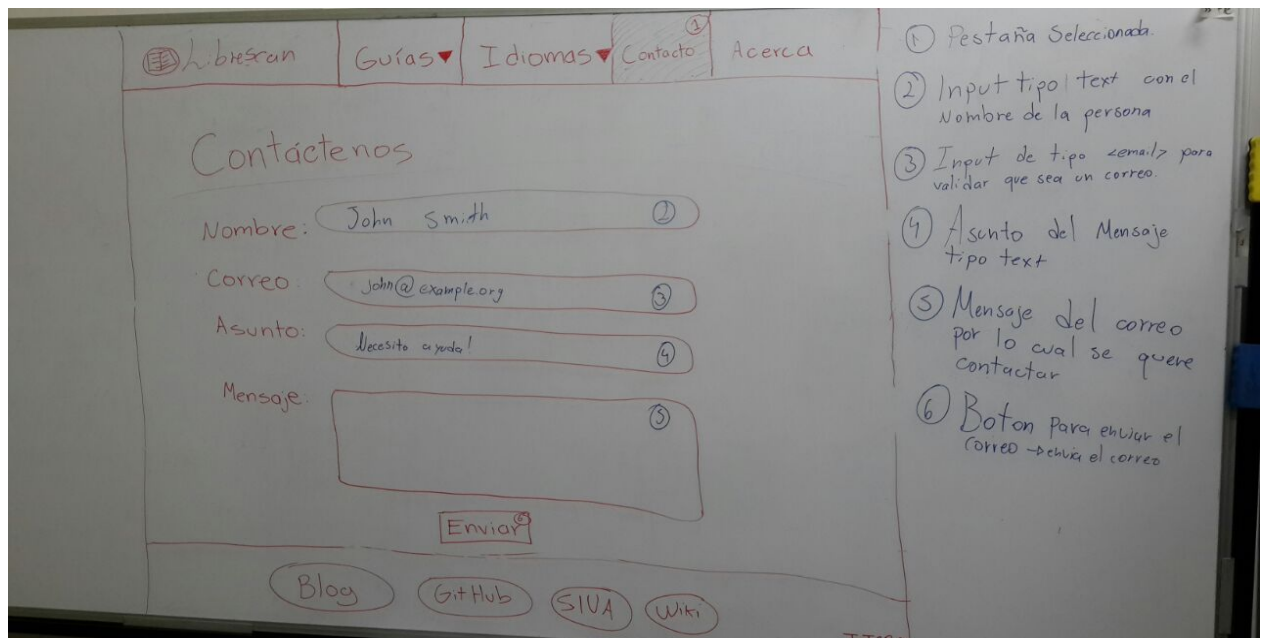 Librescan Guías Idiomas Contacto 1 Acerca
Contáctenos
Nombre: John Smith 2
Correo: john@example.org 3
Asunto: Necesito ayuda! 4
Mensaje: 5
Enviar 6
Blog GitHub SIVA Wiki
1 Pestaña Seleccionada.
2 Input tipo text con el
Nombre de la persona
3 Input de tipo <email> para
validar que sea un correo.
4 Asunto del Mensaje
tipo text
5 Mensaje del correo
por lo cual se quere
contactar
6 Boton para enviar el
correo → envia el correo